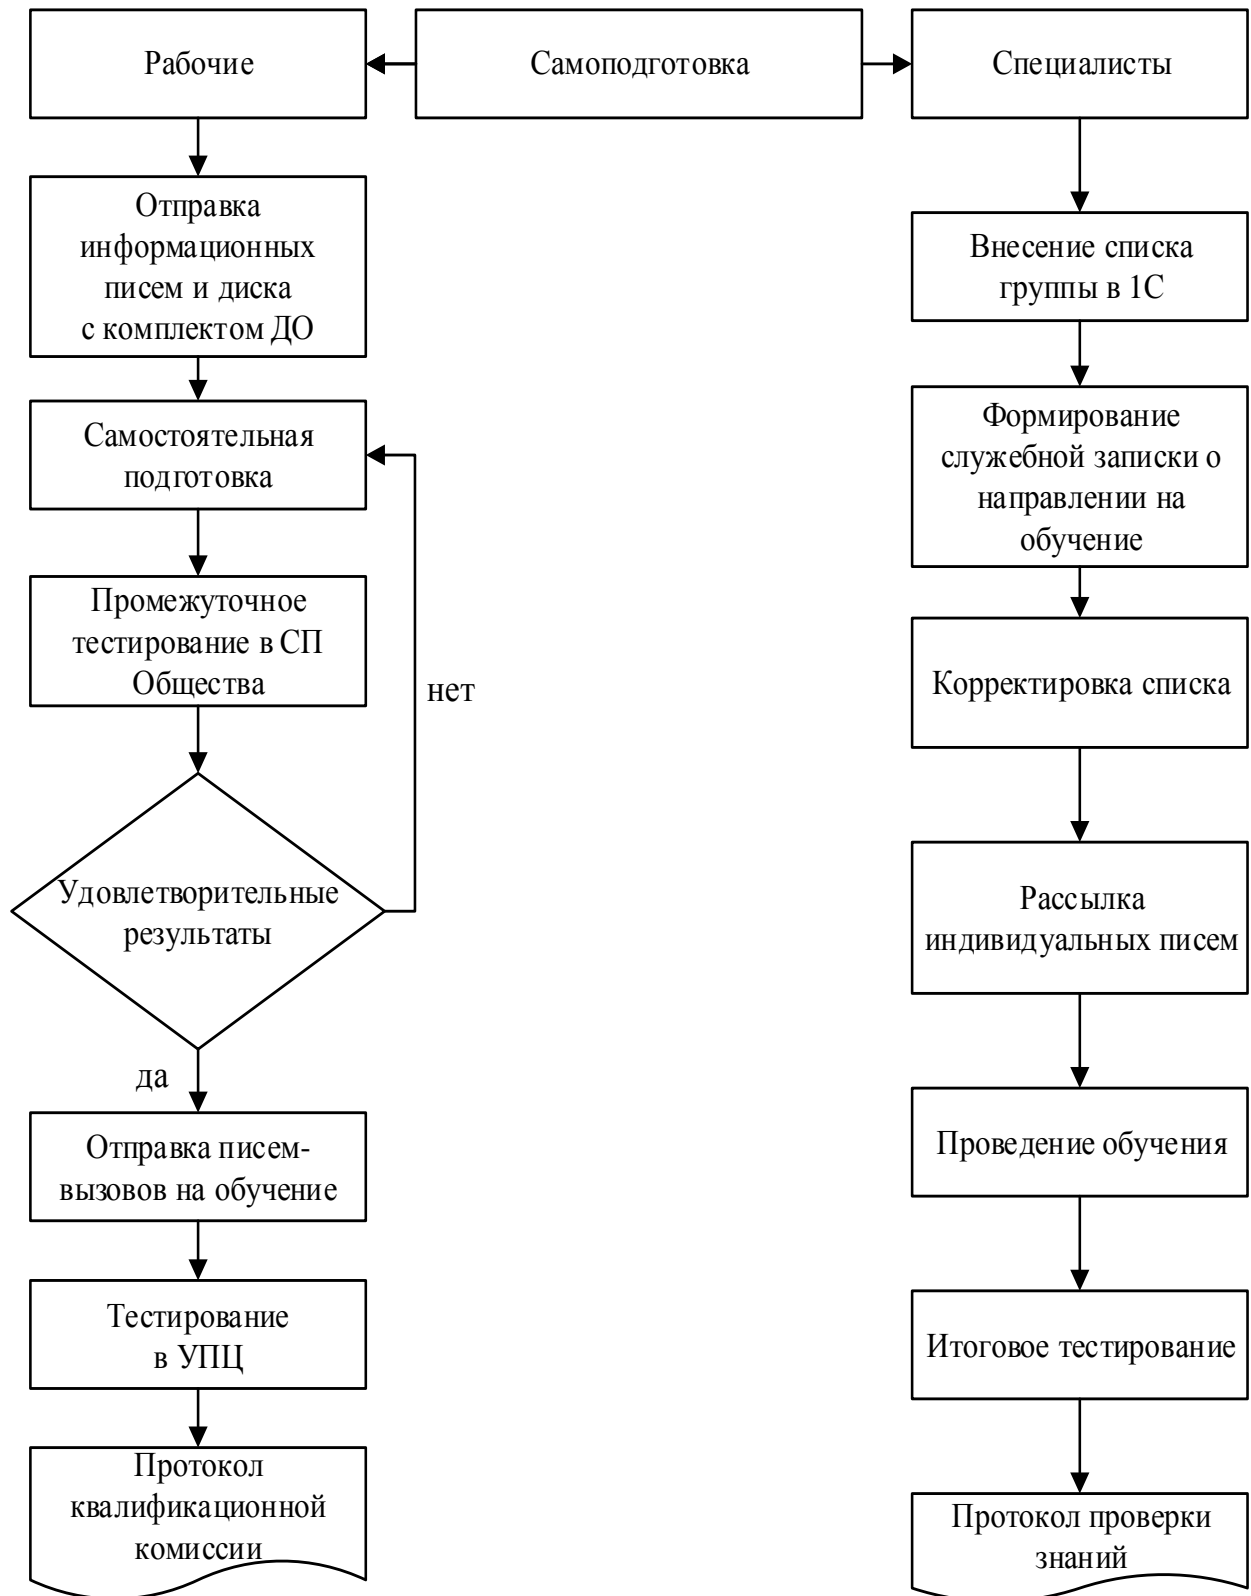 Рабочие
Самоподготовка
Специалисты
Отправка
информационных
писем и диска
с комплектом ДО
Самостоятельная
подготовка
Промежуточное
тестирование в СП
Общества
нет
Удовлетворительные
результаты
да
Отправка писем-
вызовов на обучение
Тестирование
в УПЦ
Протокол
квалификационной
комиссии
Внесение списка
группы в 1С
Формирование
служебной записки о
направлении на
обучение
Корректировка списка
Рассылка
индивидуальных писем
Проведение обучения
Итоговое тестирование
Протокол проверки
знаний